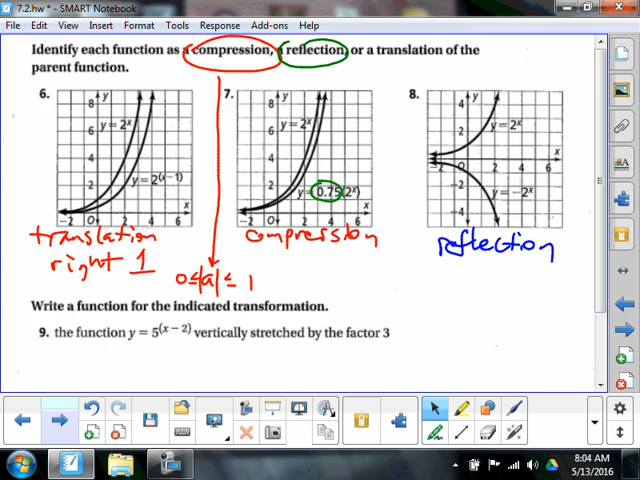 7.2.hw * - SMART Notebook
File Edit View Insert Format Tools Add-ons Response Help
Identify each function as a compression, a reflection, or a translation of the
parent function.
6. 7. 8.
8 y
6
4
2
y = 2^x
y = 2^(x−1)
−2 O 2 4 6 x
translation
right 1
8 y
6
4
2
y = 2^x
y = 0.75(2^x)
−2 O 2 4 6 x
compression
0≤|a|≤ 1
4 y
2
y = 2^x
−2 O 2 4 6 x
−2
−4
y = −2^x
reflection
Write a function for the indicated transformation.
9. the function y = 5^(x − 2) vertically stretched by the factor 3
8:04 AM
5/13/2016